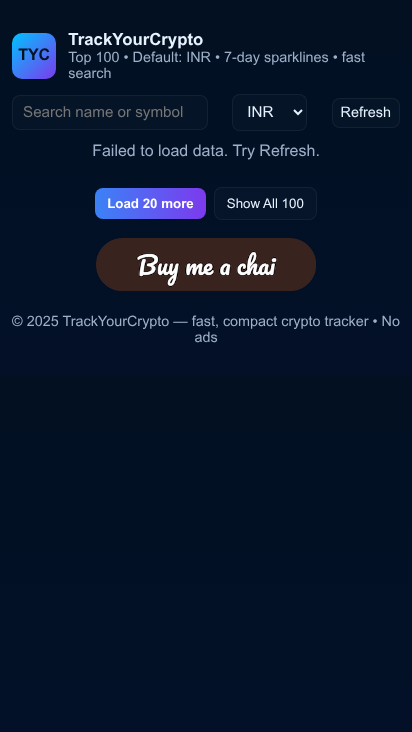 TYC
TrackYourCrypto
Top 100 • Default: INR • 7-day sparklines • fast
search
Search name or symbol
INR
Refresh
Failed to load data. Try Refresh.
Load 20 more
Show All 100
Buy me a chai
© 2025 TrackYourCrypto — fast, compact crypto tracker • No
ads